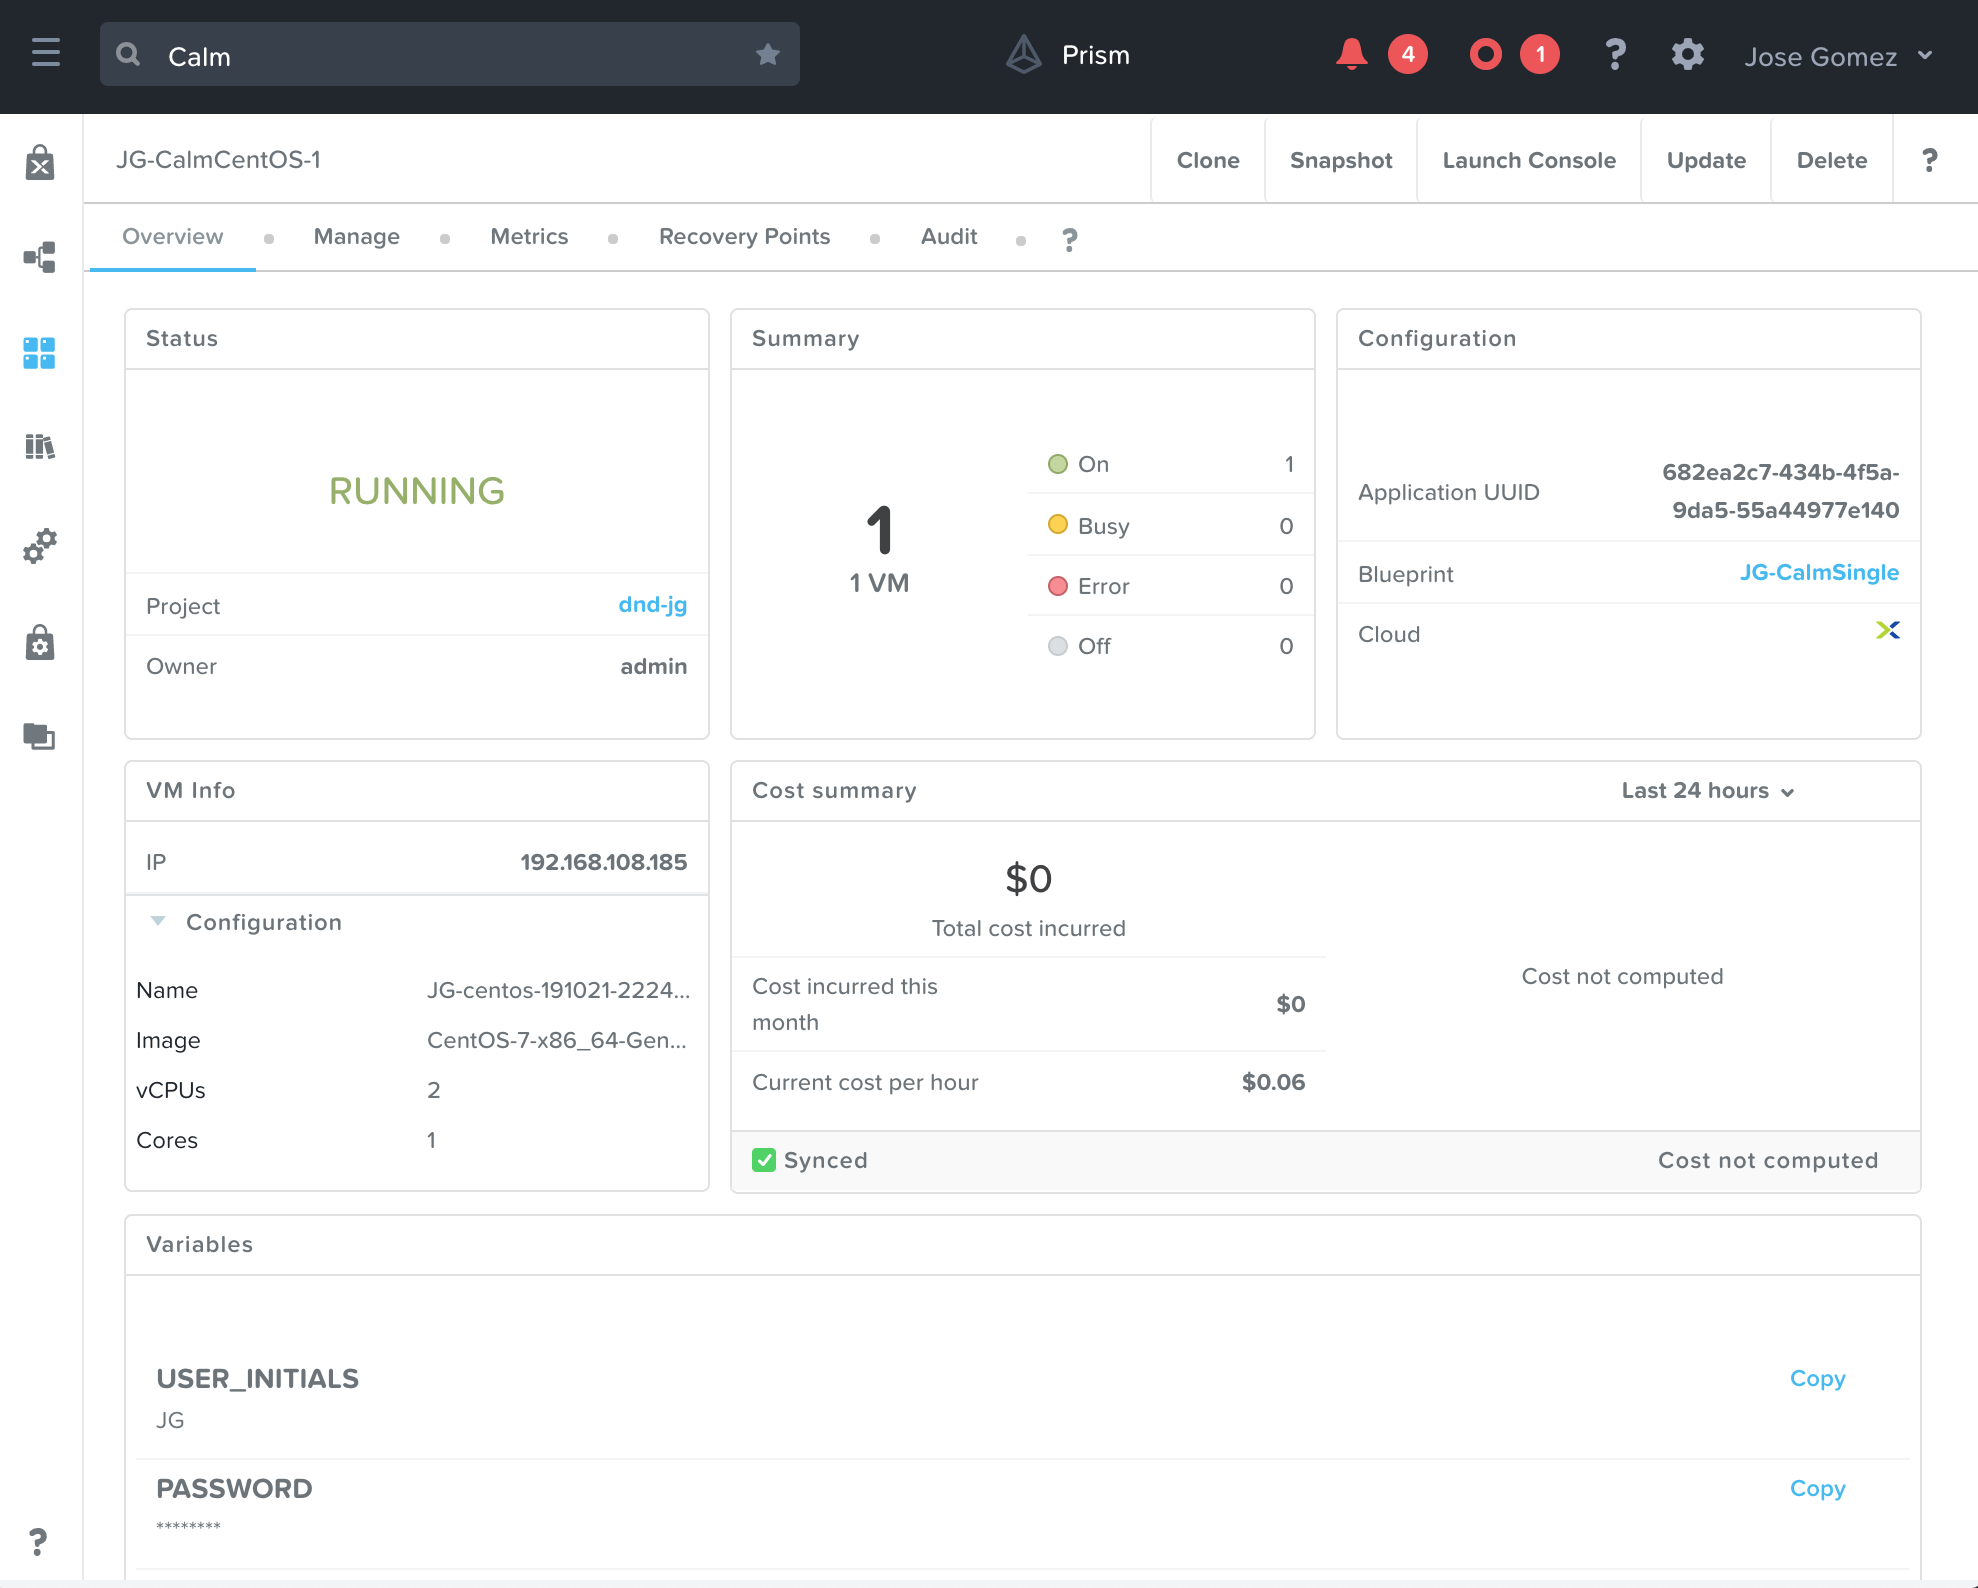 Calm
Prism
4
1
?
Jose Gomez
JG-CalmCentOS-1
Clone
Snapshot
Launch Console
Update
Delete
?
Overview
Manage
Metrics
Recovery Points
Audit
?
Status
RUNNING
Project
dnd-jg
Owner
admin
Summary
1
1 VM
On 1
Busy 0
Error 0
Off 0
Configuration
Application UUID
682ea2c7-434b-4f5a-
9da5-55a44977e140
Blueprint
JG-CalmSingle
Cloud
VM Info
IP
192.168.108.185
Configuration
Name JG-centos-191021-2224...
Image CentOS-7-x86_64-Gen...
vCPUs 2
Cores 1
Cost summary
Last 24 hours
$0
Total cost incurred
Cost incurred this
month
$0
Current cost per hour
$0.06
Cost not computed
Synced
Cost not computed
Variables
USER_INITIALS
Copy
JG
PASSWORD
Copy
********
?